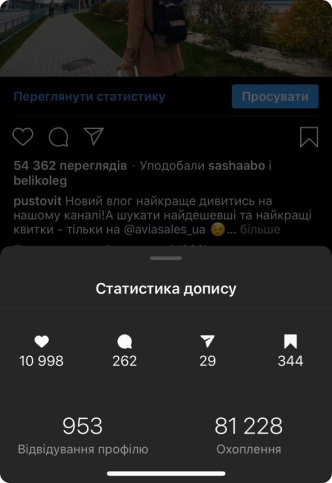 Переглянути статистику
Просувати
54 362 переглядів · Уподобали sashaabo і
belikoleg
pustovit Новий влог найкраще дивитись на
нашому каналі!А шукати найдешевші та найкращі
квитки - тільки на @aviasales_ua 😉... більше
Статистика допису
10 998
262
29
344
953
81 228
Відвідування профілю
Охоплення